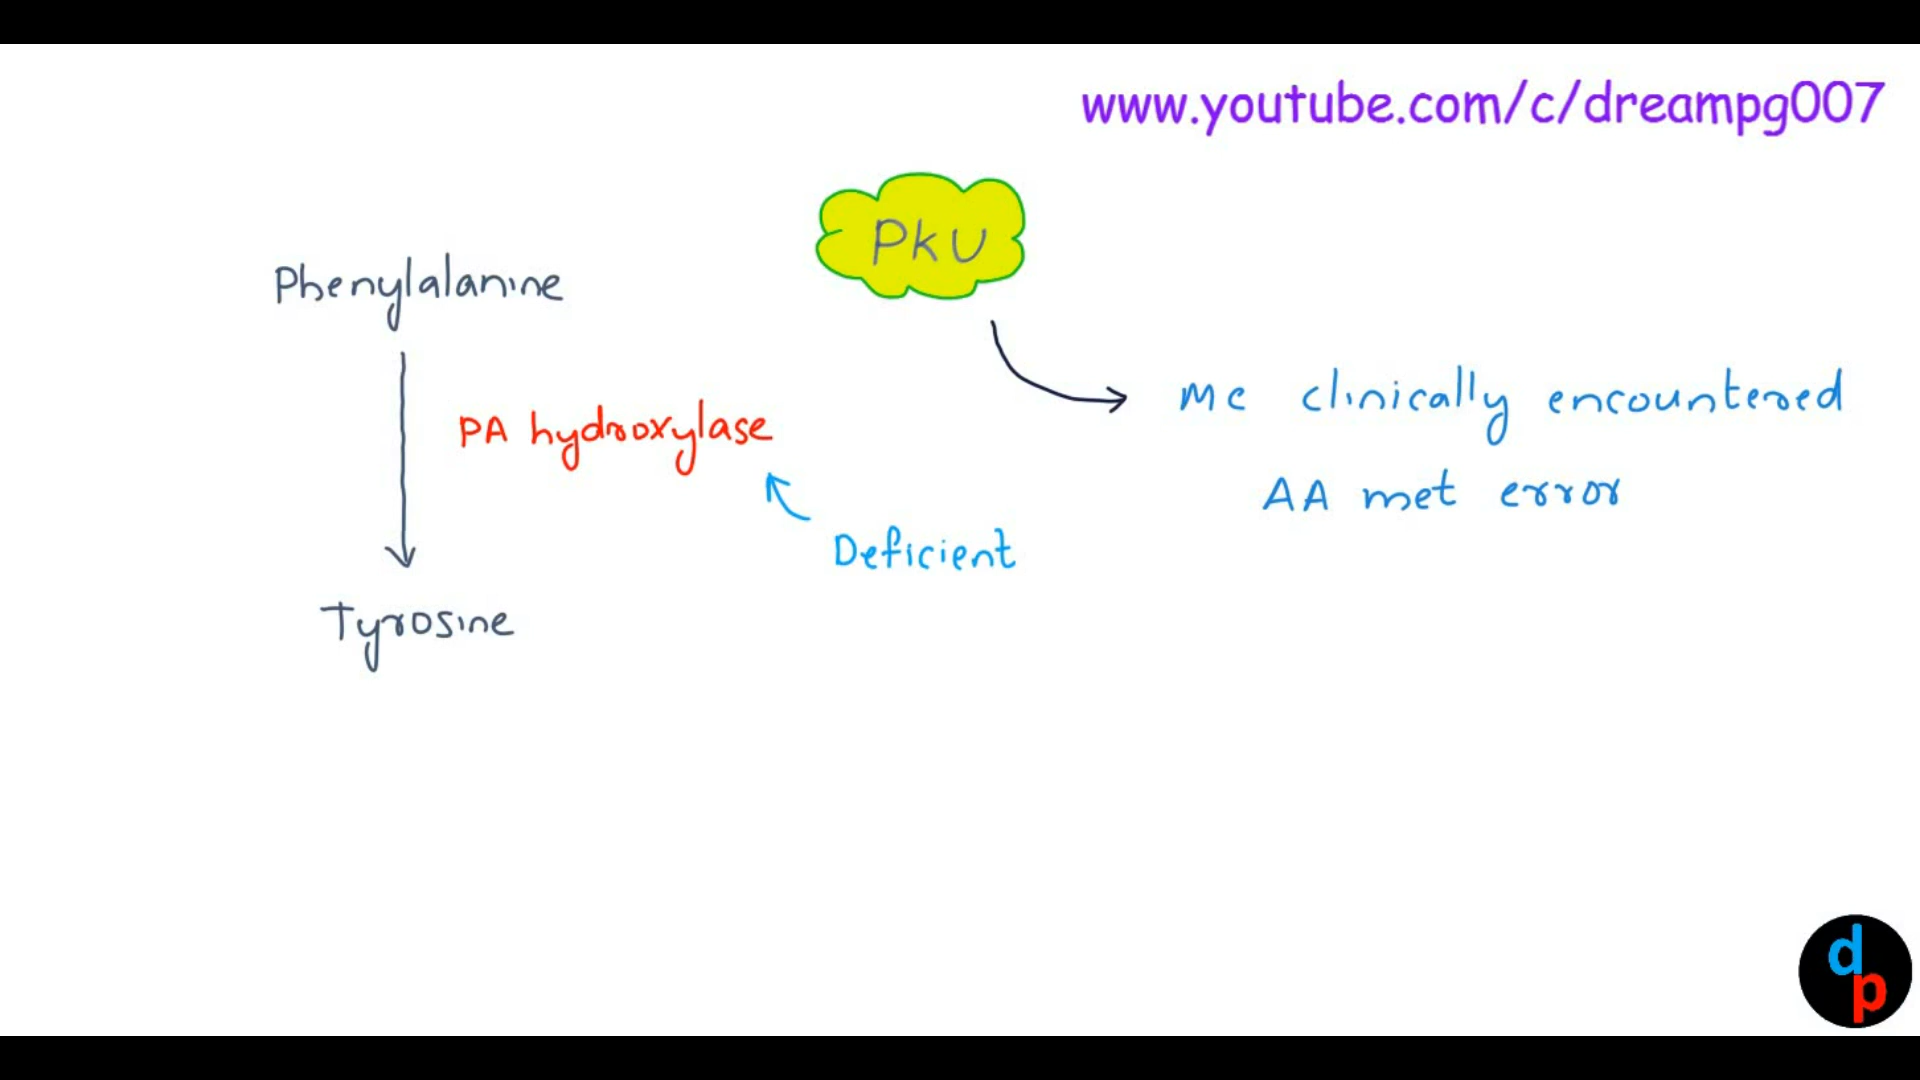 www.youtube.com/c/dreampg007
PKU
Phenylalanine
PA hydroxylase
Deficient
Tyrosine
MC clinically encountered
AA met error
dp